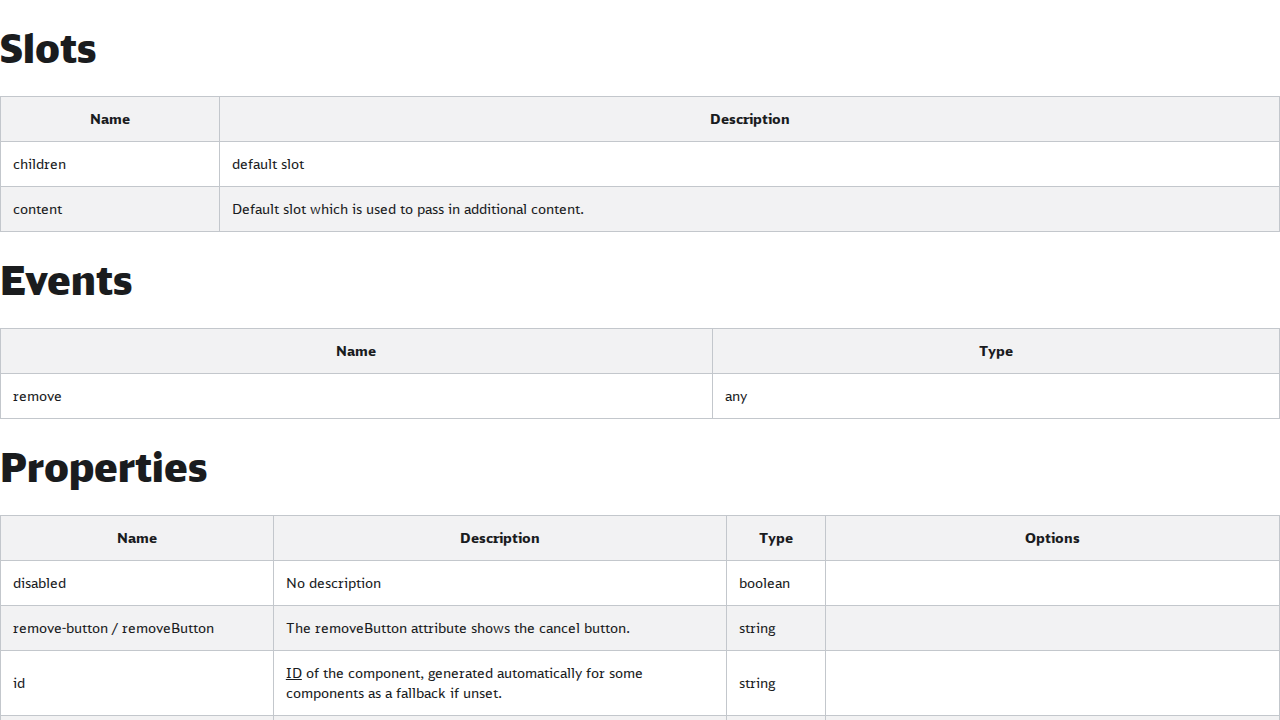 Slots
Name Description
children default slot
content Default slot which is used to pass in additional content.
Events
Name Type
remove any
Properties
Name Description Type Options
disabled No description boolean
remove-button / removeButton The removeButton attribute shows the cancel button. string
id ID of the component, generated automatically for some components as a fallback if unset. string